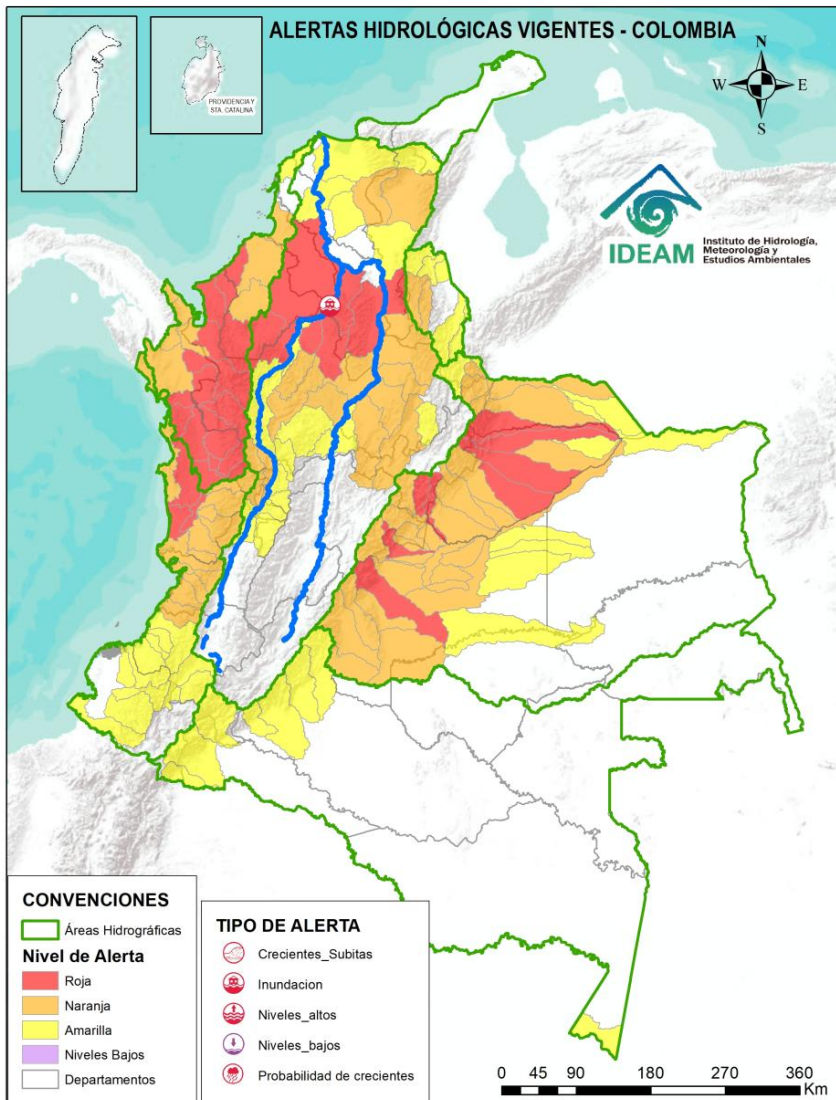 ALERTAS HIDROLÓGICAS VIGENTES - COLOMBIA
PROVIDENCIA Y
STA. CATALINA
N
W
E
S
IDEAM
Instituto de Hidrología,
Meteorología y
Estudios Ambientales
CONVENCIONES
Áreas Hidrográficas
Nivel de Alerta
Roja
Naranja
Amarilla
Niveles Bajos
Departamentos
TIPO DE ALERTA
Crecientes_Subitas
Inundacion
Niveles_altos
Niveles_bajos
Probabilidad de crecientes
0 45 90 180 270 360
Km